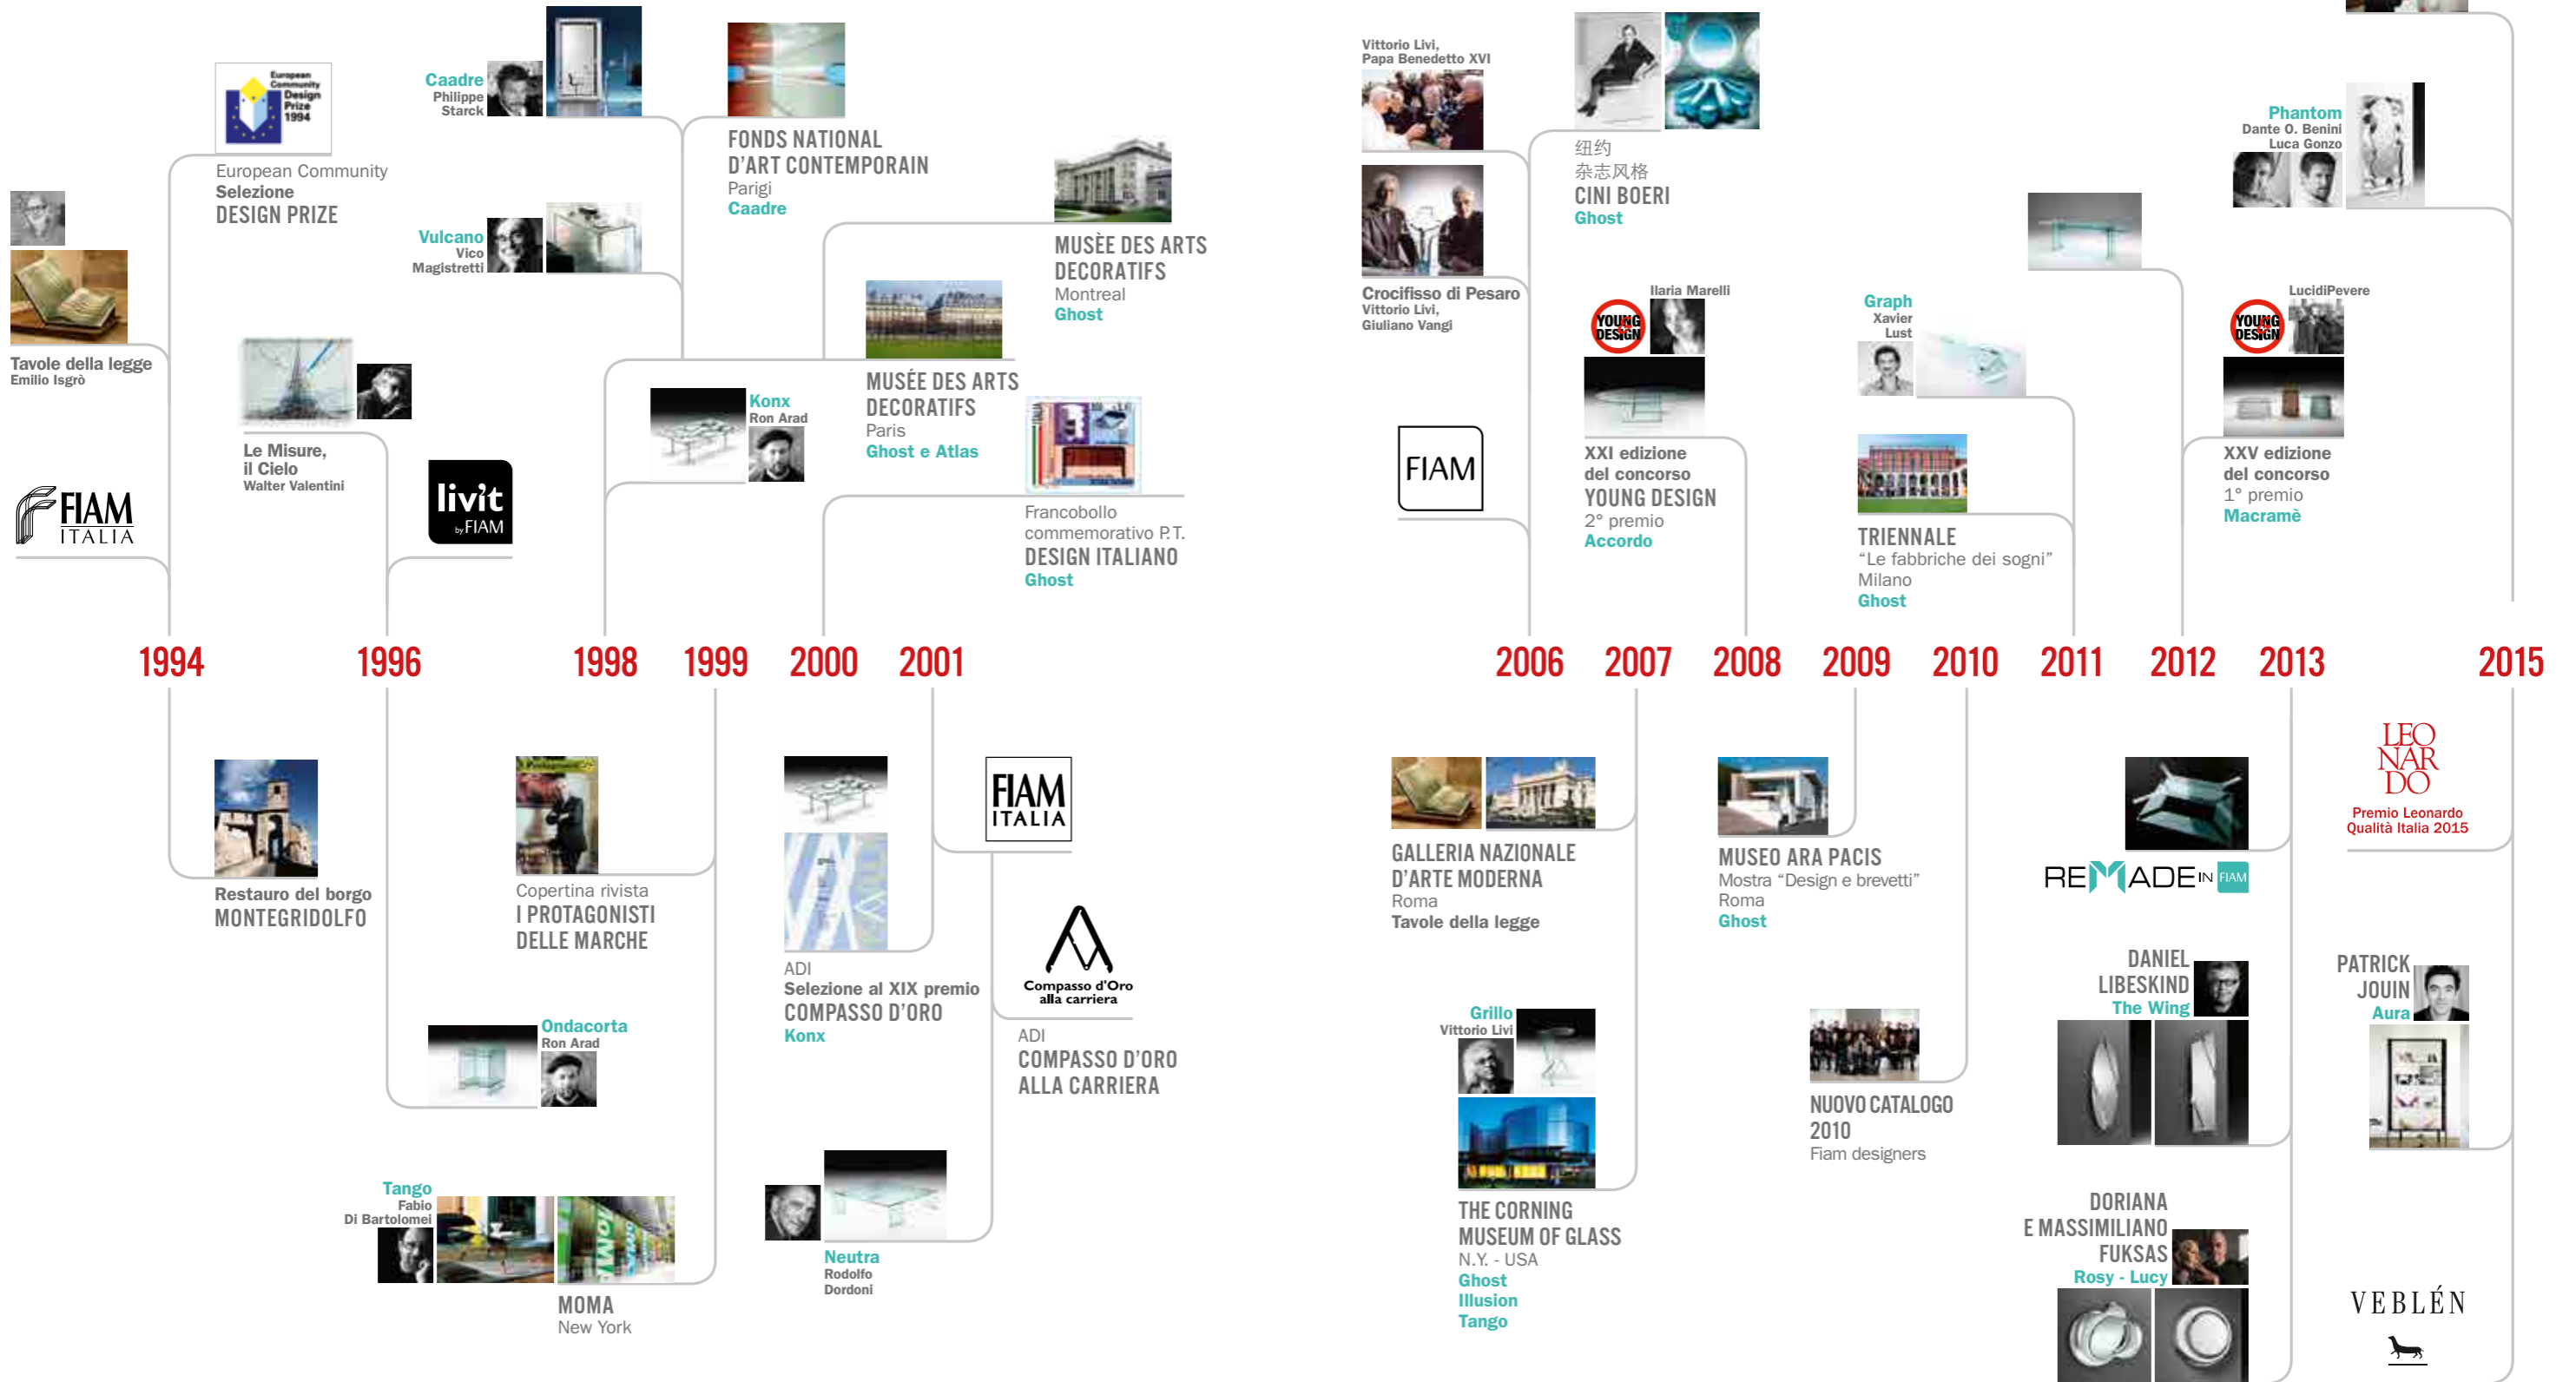 European
Community
Design
Prize
1994
European Community
Selezione
DESIGN PRIZE
Tavole della legge
Emilio Isgrò
FIAM
ITALIA
Le Misure,
il Cielo
Walter Valentini
livit
by FIAM
Caadre
Philippe
Starck
Vulcano
Vico
Magistretti
FONDS NATIONAL
D’ART CONTEMPORAIN
Parigi
Caadre
MUSÈE DES ARTS
DECORATIFS
Montreal
Ghost
Konx
Ron Arad
MUSÉE DES ARTS
DECORATIFS
Paris
Ghost e Atlas
Francobollo
commemorativo P.T.
DESIGN ITALIANO
Ghost
Vittorio Livi,
Papa Benedetto XVI
Crocifisso di Pesaro
Vittorio Livi,
Giuliano Vangi
FIAM
纽约
杂志风格
CINI BOERI
Ghost
Ilaria Marelli
YOUNG
DESIGN
XXI edizione
del concorso
YOUNG DESIGN
2° premio
Accordo
Graph
Xavier
Lust
TRIENNALE
“Le fabbriche dei sogni”
Milano
Ghost
Phantom
Dante O. Benini
Luca Gonzo
LucidiPevere
YOUNG
DESIGN
XXV edizione
del concorso
1° premio
Macramè
1994 1996 1998 1999 2000 2001 2006 2007 2008 2009 2010 2011 2012 2013 2015
Restauro del borgo
MONTEGRIDOLFO
Copertina rivista
I PROTAGONISTI
DELLE MARCHE
Ondacorta
Ron Arad
Tango
Fabio
Di Bartolomei
MOMA
New York
ADI
Selezione al XIX premio
COMPASSO D’ORO
Konx
FIAM
ITALIA
Compasso d'Oro
alla carriera
ADI
COMPASSO D’ORO
ALLA CARRIERA
Neutra
Rodolfo
Dordoni
GALLERIA NAZIONALE
D’ARTE MODERNA
Roma
Tavole della legge
Grillo
Vittorio Livi
THE CORNING
MUSEUM OF GLASS
N.Y. - USA
Ghost
Illusion
Tango
MUSEO ARA PACIS
Mostra “Design e brevetti”
Roma
Ghost
NUOVO CATALOGO
2010
Fiam designers
REMADE IN FIAM
DANIEL
LIBESKIND
The Wing
DORIANA
E MASSIMILIANO
FUKSAS
Rosy - Lucy
LEO
NAR
DO
Premio Leonardo
Qualità Italia 2015
PATRICK
JOUIN
Aura
VEBLÉN